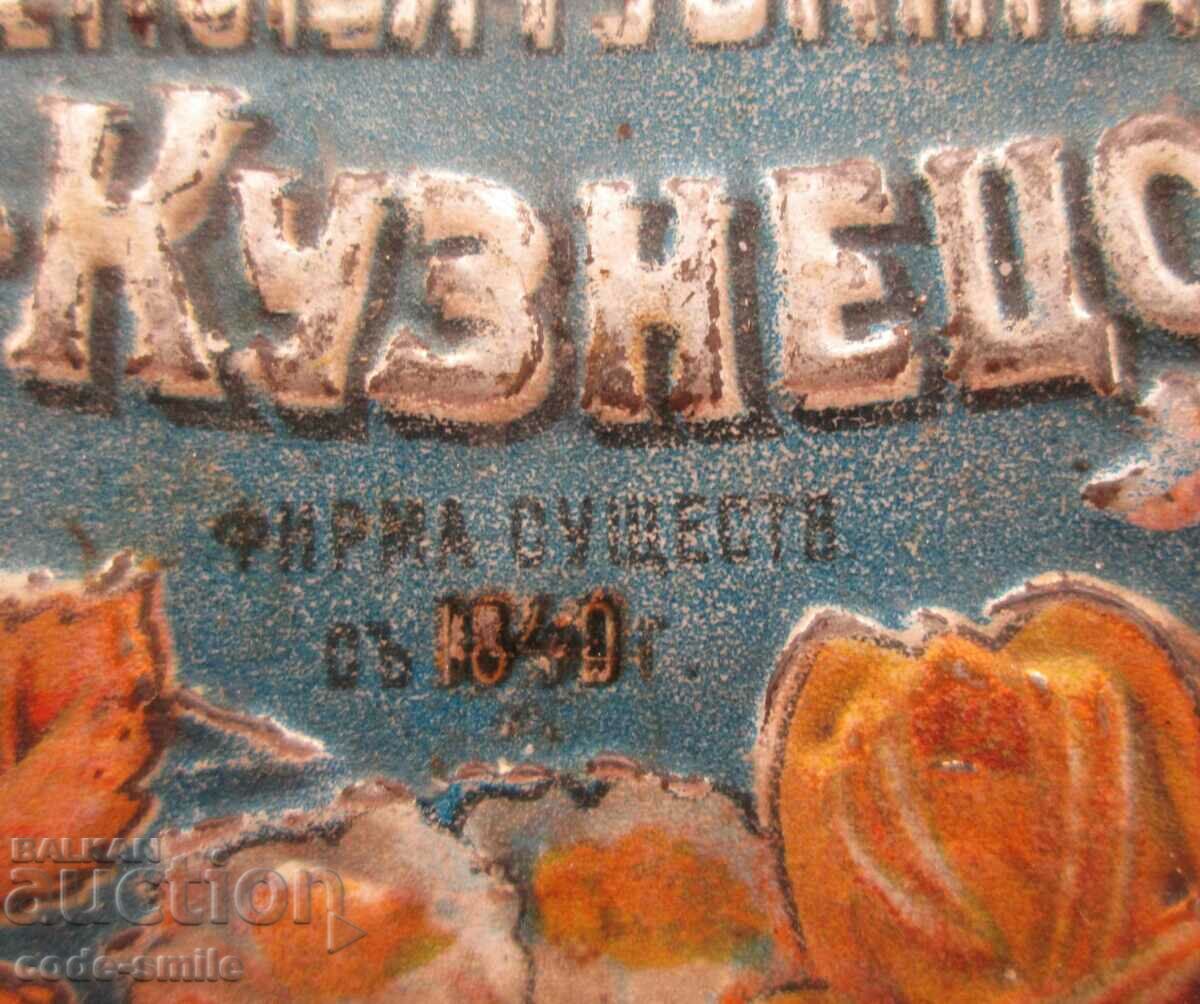 Кузнецо
ФИРМА СУЩЕСТВ
СЪ 1840 Г.
BALKAN
auction
code-smile